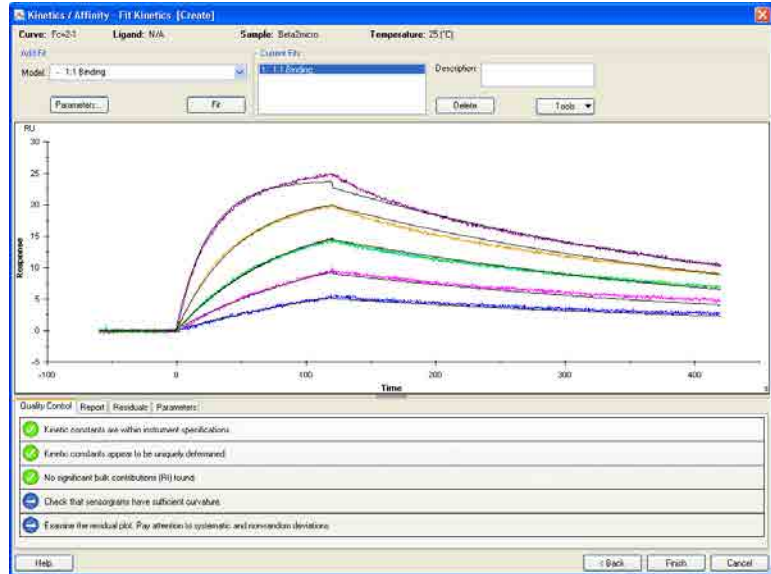 Kinetics / Affinity - Fit Kinetics [Create]
Curve: Fc=2-1 Ligand: N/A Sample: Beta2micro Temperature: 25 (°C)
Add Fit Current Fits
Model: - 1:1 Binding 1: 1:1 Binding Description:
Parameters... Fit Delete Tools
RU
30
25
20
15
10
5
0
-5
-100 0 100 200 300 400
Response
Time s
Quality Control Report Residuals Parameters
Kinetic constants are within instrument specifications.
Kinetic constants appear to be uniquely determined.
No significant bulk contributions (RI) found.
Check that sensorgrams have sufficient curvature.
Examine the residual plot. Pay attention to systematic and non-random deviations.
Help < Back Finish Cancel